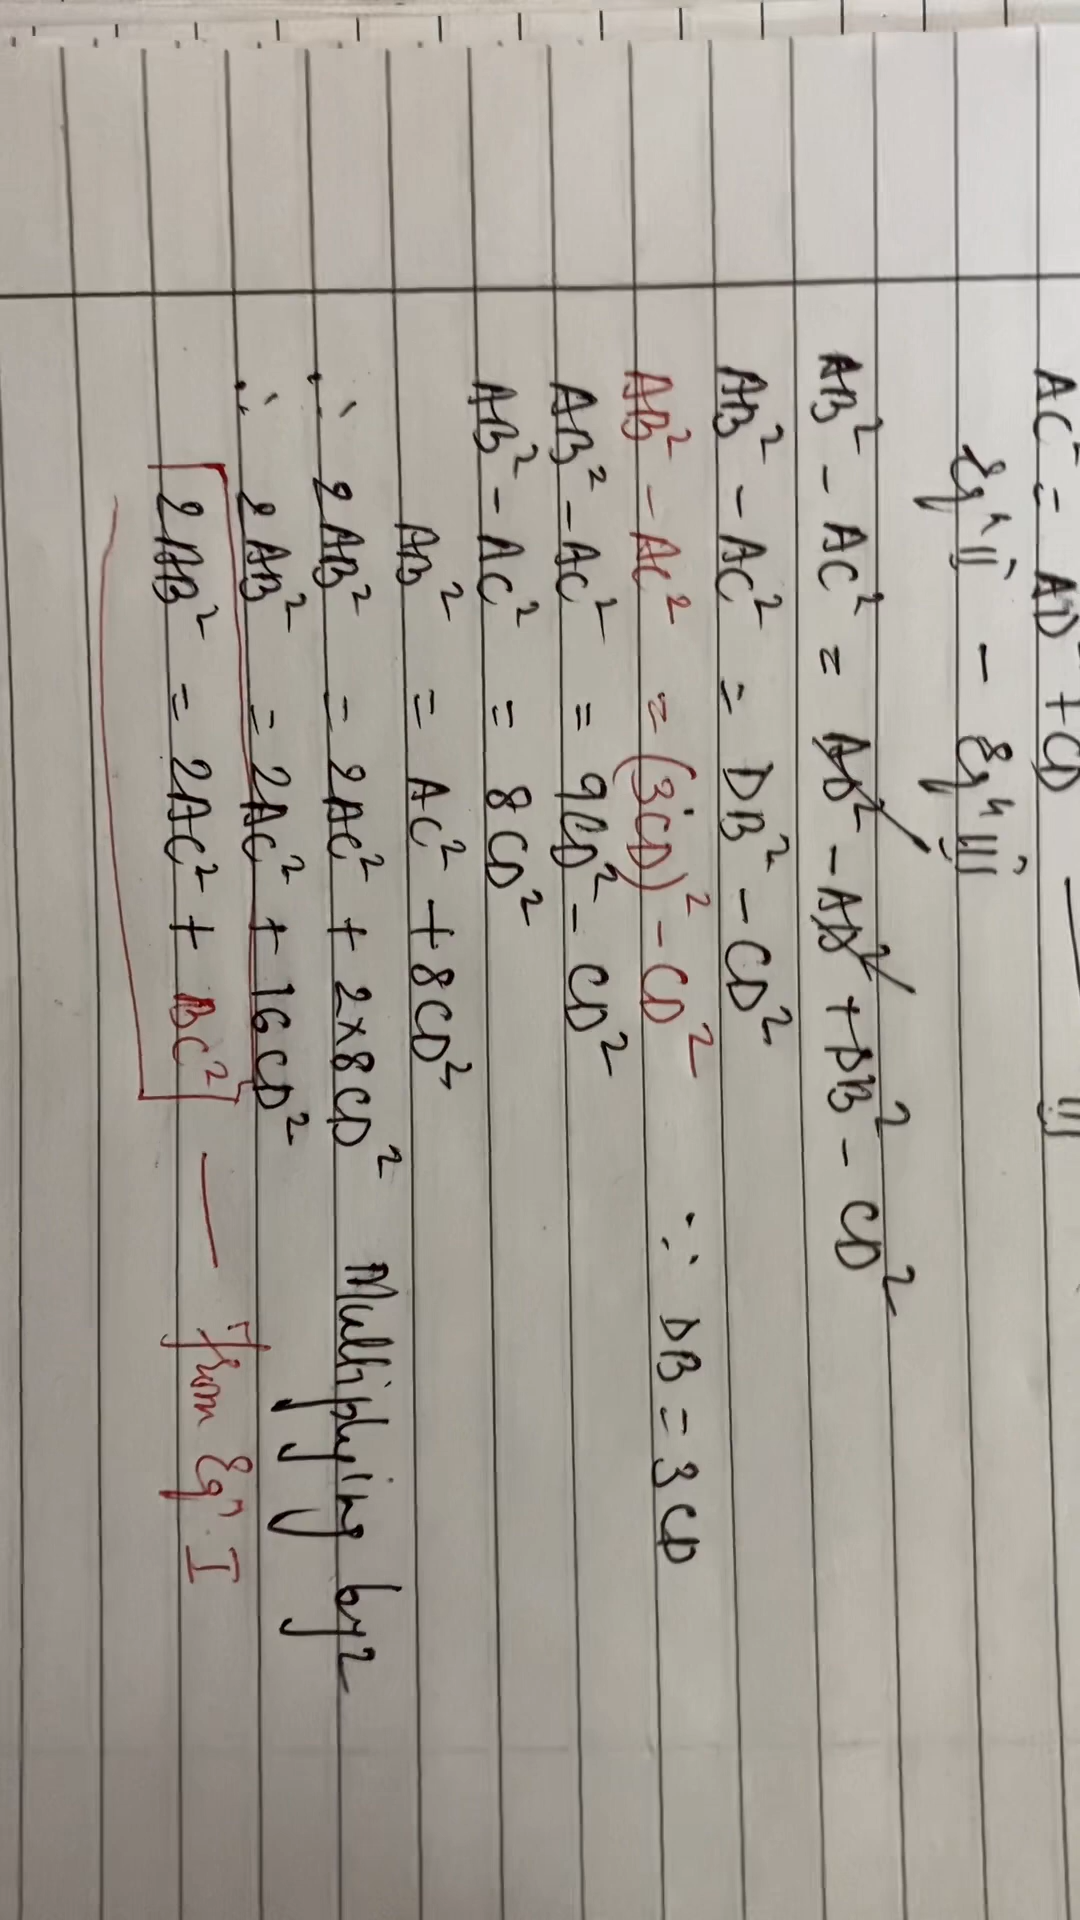 AC² = AD² + CD — III
Eqⁿ II − Eqⁿ III
AB² − AC² = AD² − AD² + DB² − CD²
AB² − AC² = DB² − CD²
AB² − AC² = (3CD)² − CD² ∵ DB = 3CD
AB² − AC² = 9CD² − CD²
AB² − AC² = 8CD²
AB² = AC² + 8CD²
∴ 2AB² = 2AC² + 2×8CD² Multiplying by 2
∴ 2AB² = 2AC² + 16CD²
2AB² = 2AC² + BC² — from Eqⁿ. I